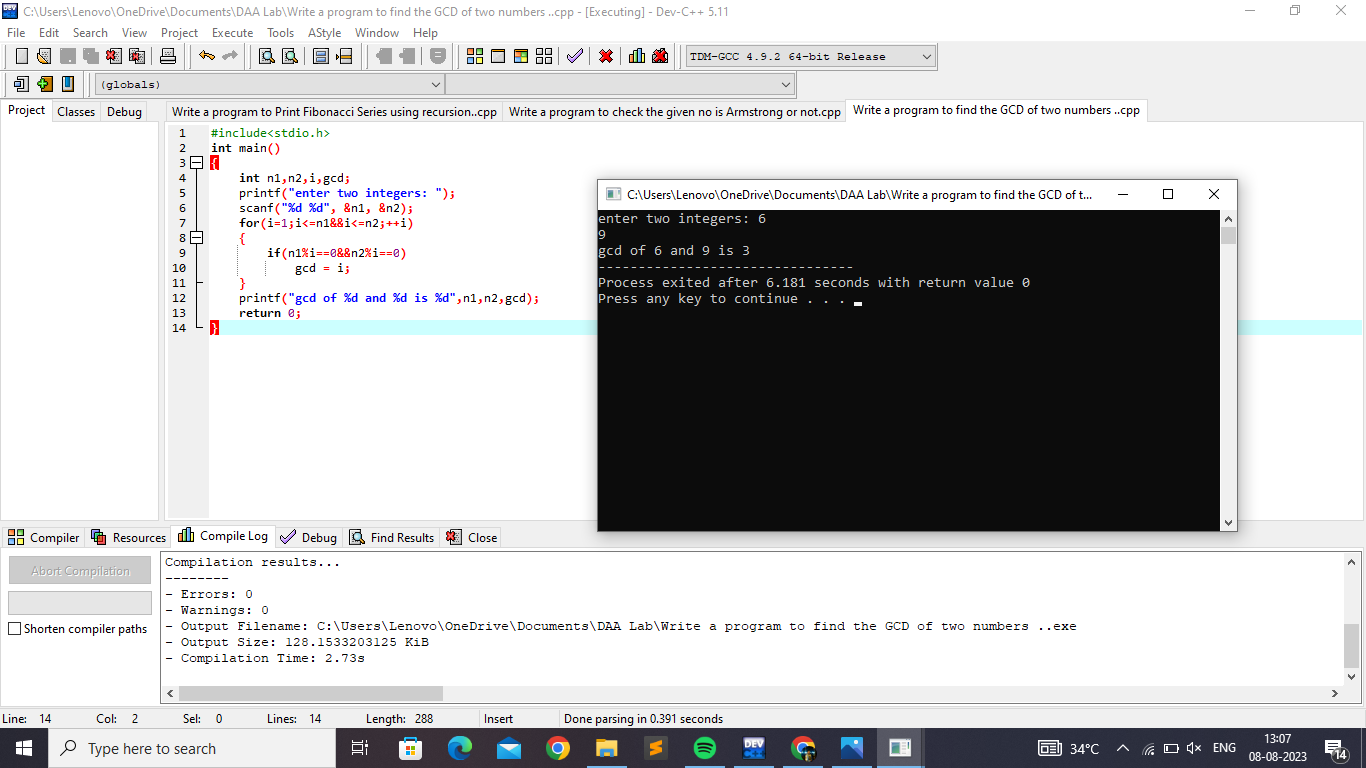 C:\Users\Lenovo\OneDrive\Documents\DAA Lab\Write a program to find the GCD of two numbers ..cpp - [Executing] - Dev-C++ 5.11
File Edit Search View Project Execute Tools AStyle Window Help
TDM-GCC 4.9.2 64-bit Release
(globals)
Project Classes Debug Write a program to Print Fibonacci Series using recursion..cpp Write a program to check the given no is Armstrong or not.cpp Write a program to find the GCD of two numbers ..cpp
1 #include<stdio.h>
2 int main()
3 {
4 int n1,n2,i,gcd;
5 printf("enter two integers: ");
6 scanf("%d %d", &n1, &n2);
7 for(i=1;i<=n1&&i<=n2;++i)
8 {
9 if(n1%i==0&&n2%i==0)
10 gcd = i;
11 }
12 printf("gcd of %d and %d is %d",n1,n2,gcd);
13 return 0;
14 }
C:\Users\Lenovo\OneDrive\Documents\DAA Lab\Write a program to find the GCD of t...
enter two integers: 6
9
gcd of 6 and 9 is 3
--------------------------------
Process exited after 6.181 seconds with return value 0
Press any key to continue . . .
Compiler Resources Compile Log Debug Find Results Close
Abort Compilation
Shorten compiler paths
Compilation results...
--------
- Errors: 0
- Warnings: 0
- Output Filename: C:\Users\Lenovo\OneDrive\Documents\DAA Lab\Write a program to find the GCD of two numbers ..exe
- Output Size: 128.1533203125 KiB
- Compilation Time: 2.73s
Line: 14 Col: 2 Sel: 0 Lines: 14 Length: 288 Insert Done parsing in 0.391 seconds
Type here to search
DEV
34°C ENG
13:07
08-08-2023
14